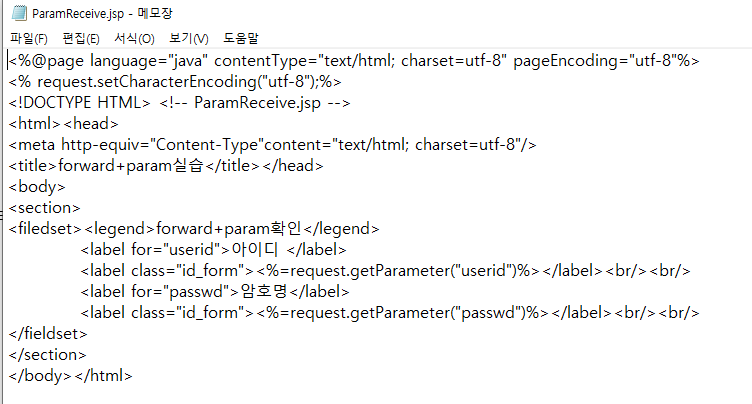 ParamReceive.jsp - 메모장
파일(F) 편집(E) 서식(O) 보기(V) 도움말
<%@page language="java" contentType="text/html; charset=utf-8" pageEncoding="utf-8"%>
<% request.setCharacterEncoding("utf-8");%>
<!DOCTYPE HTML> <!-- ParamReceive.jsp -->
<html><head>
<meta http-equiv="Content-Type"content="text/html; charset=utf-8"/>
<title>forward+param실습</title></head>
<body>
<section>
<filedset><legend>forward+param확인</legend>
<label for="userid">아이디 </label>
<label class="id_form"><%=request.getParameter("userid")%></label><br/><br/>
<label for="passwd">암호명</label>
<label class="id_form"><%=request.getParameter("passwd")%></label><br/><br/>
</fieldset>
</section>
</body></html>